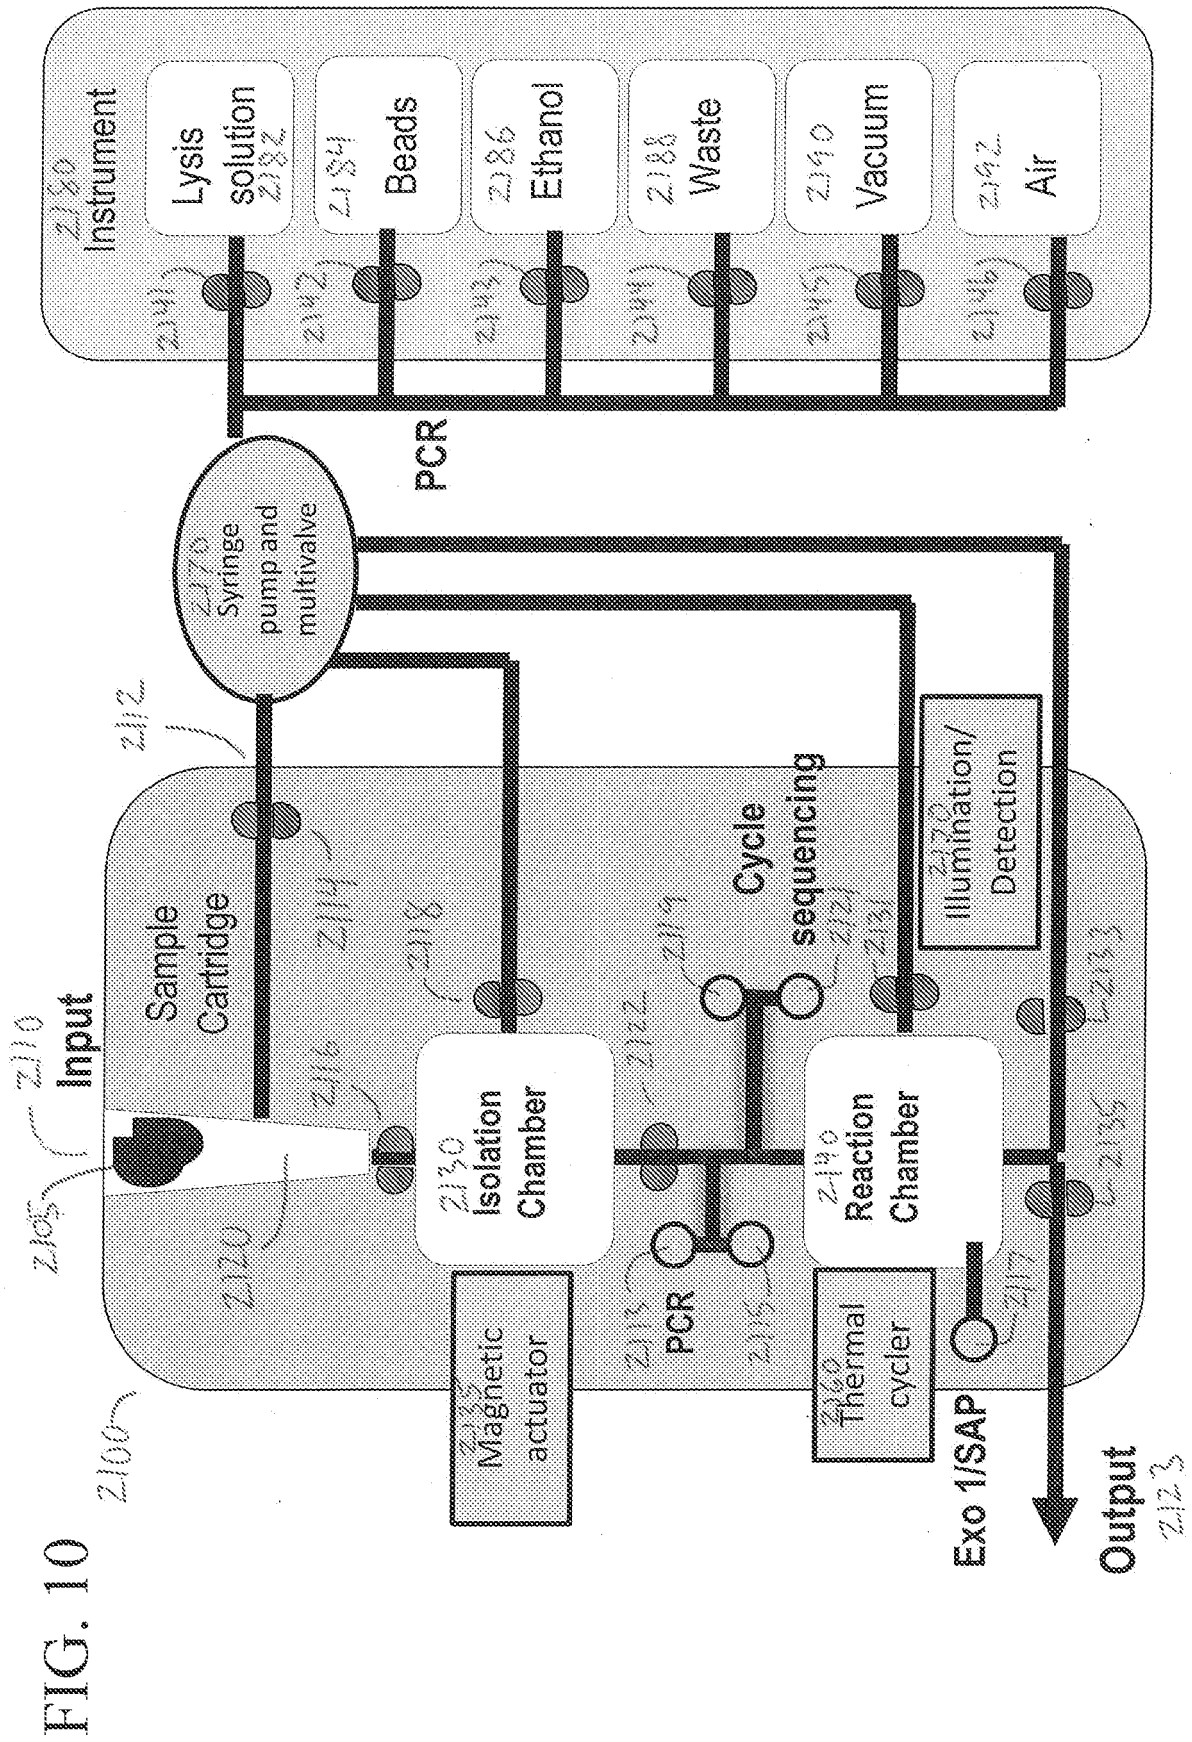 FIG. 10
2100
2105
2110
Input
2120
2116
Sample
Cartridge
2114
2112
2118
2170
Syringe
pump and
multivalve
2180
Instrument
2141
Lysis
solution
2182
2142
2184
Beads
2143
2186
Ethanol
2144
2188
Waste
2145
2190
Vacuum
2146
2192
Air
PCR
2135
Magnetic
actuator
2130
Isolation
Chamber
2122
2113
PCR
2115
2119
Cycle
sequencing
2121
2131
2160
Thermal
cycler
2140
Reaction
Chamber
Illumination/
Detection
Exo 1/SAP
2117
2135
2133
Output
2123